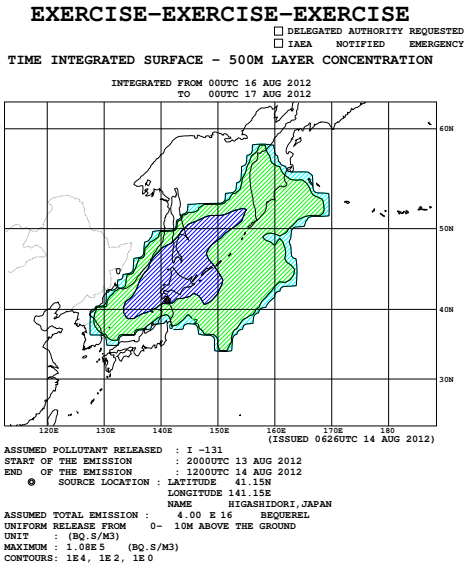 EXERCISE-EXERCISE-EXERCISE
□ DELEGATED AUTHORITY REQUESTED
□ IAEA NOTIFIED EMERGENCY
TIME INTEGRATED SURFACE - 500M LAYER CONCENTRATION
INTEGRATED FROM 00UTC 16 AUG 2012
TO 00UTC 17 AUG 2012
60N
50N
40N
30N
120E 130E 140E 150E 160E 170E 180
(ISSUED 0626UTC 14 AUG 2012)
ASSUMED POLLUTANT RELEASED : I -131
START OF THE EMISSION : 2000UTC 13 AUG 2012
END OF THE EMISSION : 1200UTC 14 AUG 2012
SOURCE LOCATION : LATITUDE 41.15N
LONGITUDE 141.15E
NAME HIGASHIDORI,JAPAN
ASSUMED TOTAL EMISSION : 4.00 E 16 BEQUEREL
UNIFORM RELEASE FROM 0- 10M ABOVE THE GROUND
UNIT : (BQ.S/M3)
MAXIMUM : 1.08E 5 (BQ.S/M3)
CONTOURS: 1E 4, 1E 2, 1E 0